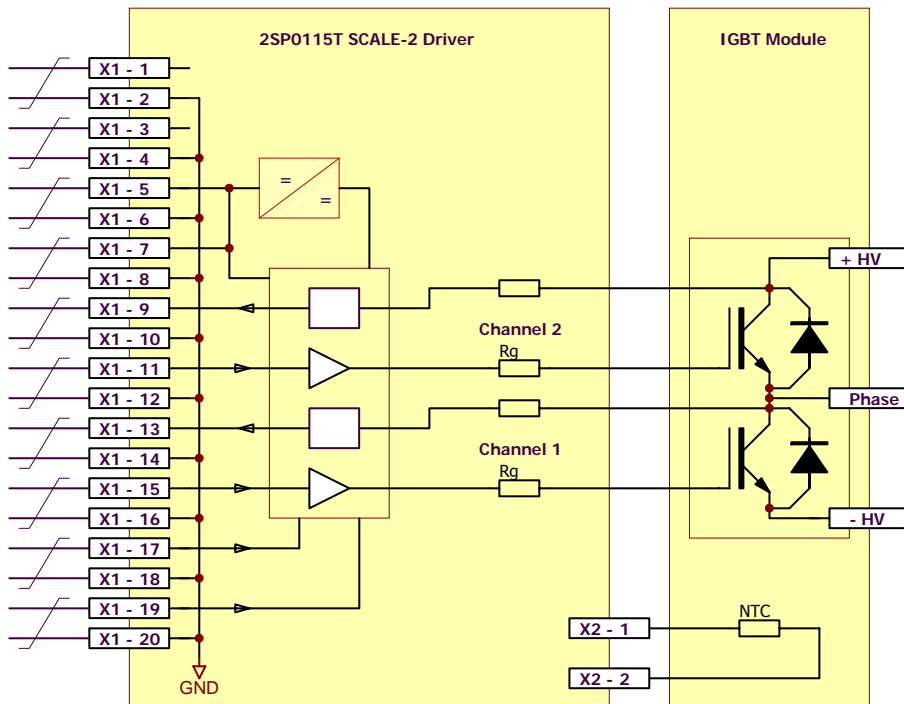 2SP0115T SCALE-2 Driver
IGBT Module
X1 - 1
X1 - 2
X1 - 3
X1 - 4
X1 - 5
X1 - 6
X1 - 7
X1 - 8
X1 - 9
X1 - 10
X1 - 11
X1 - 12
X1 - 13
X1 - 14
X1 - 15
X1 - 16
X1 - 17
X1 - 18
X1 - 19
X1 - 20
GND
=
=
Channel 2
Rg
Channel 1
Rg
+ HV
Phase
- HV
NTC
X2 - 1
X2 - 2